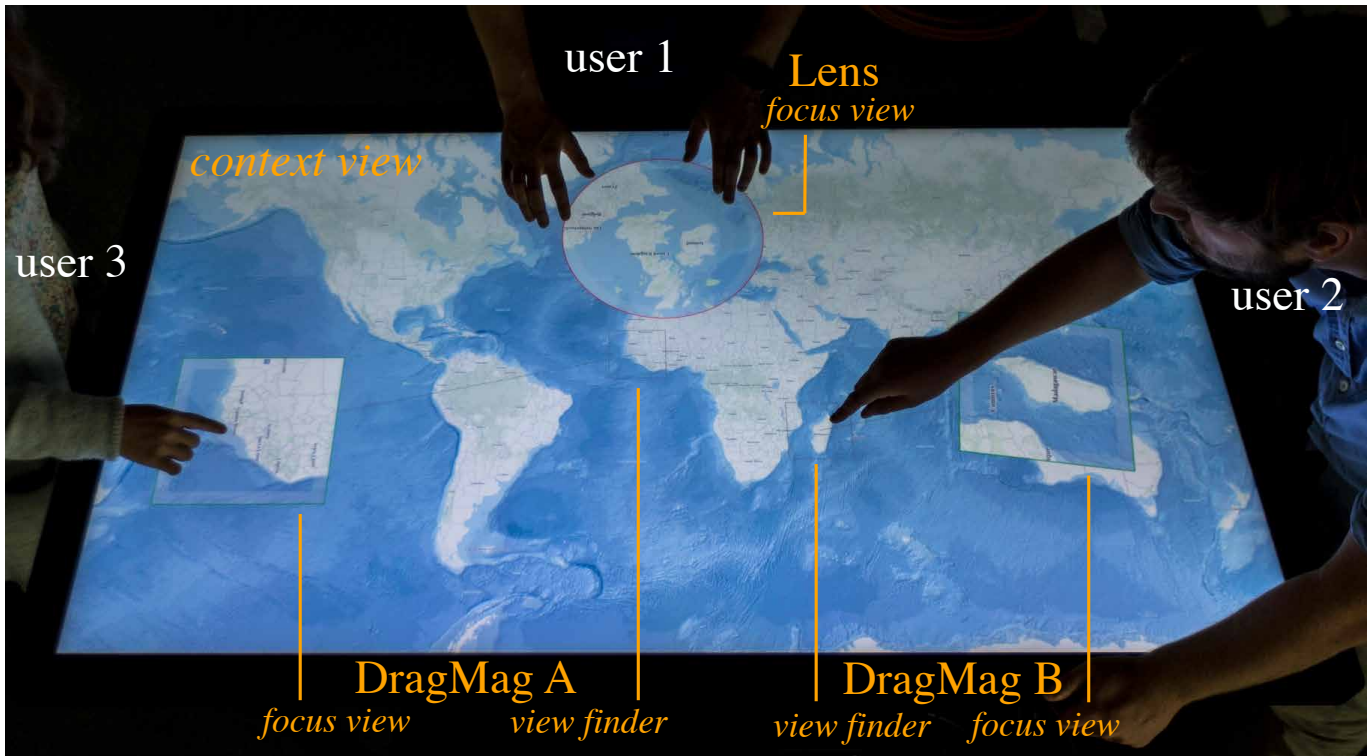 user 1
Lens
focus view
context view
user 3
user 2
Madagascar
DragMag A
DragMag B
focus view
view finder
view finder
focus view